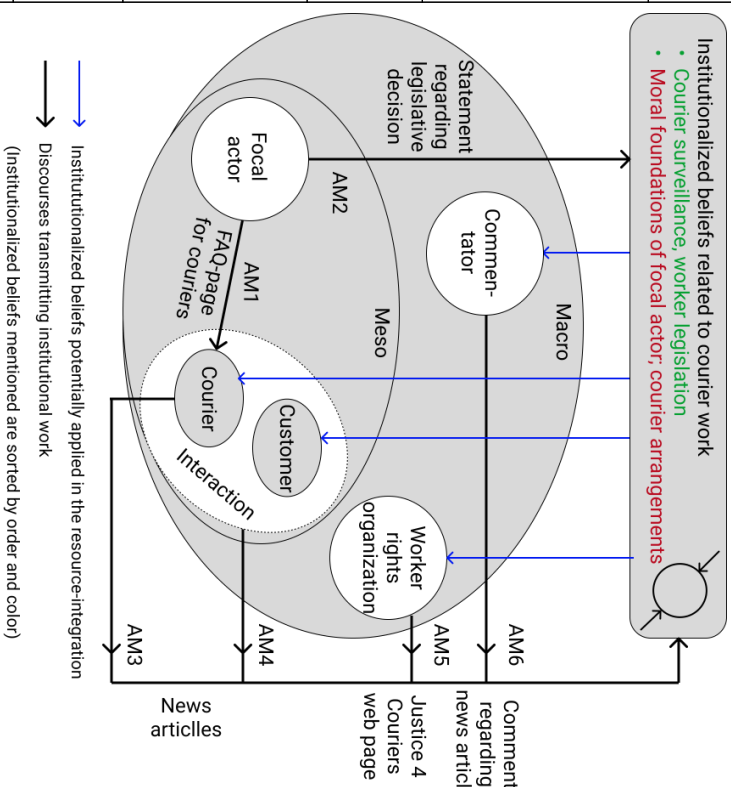 Institutionalized beliefs related to courier work
• Courier surveillance, worker legislation
• Moral foundations of focal actor; courier arrangements
Statement
regarding
legislative
decision
Macro
Commen-
tator
AM2
Focal
actor
AM1
FAQ-page
for couriers
Meso
Courier
Customer
Interaction
Worker
rights
organization
AM6
AM5
AM4
AM3
Comment
regarding
news articl
Justice 4
Couriers
web page
News
articlles
Institututionalized beliefs potentially applied in the resource-integration
Discourses transmitting institutional work
(Institutionalized beliefs mentioned are sorted by order and color)